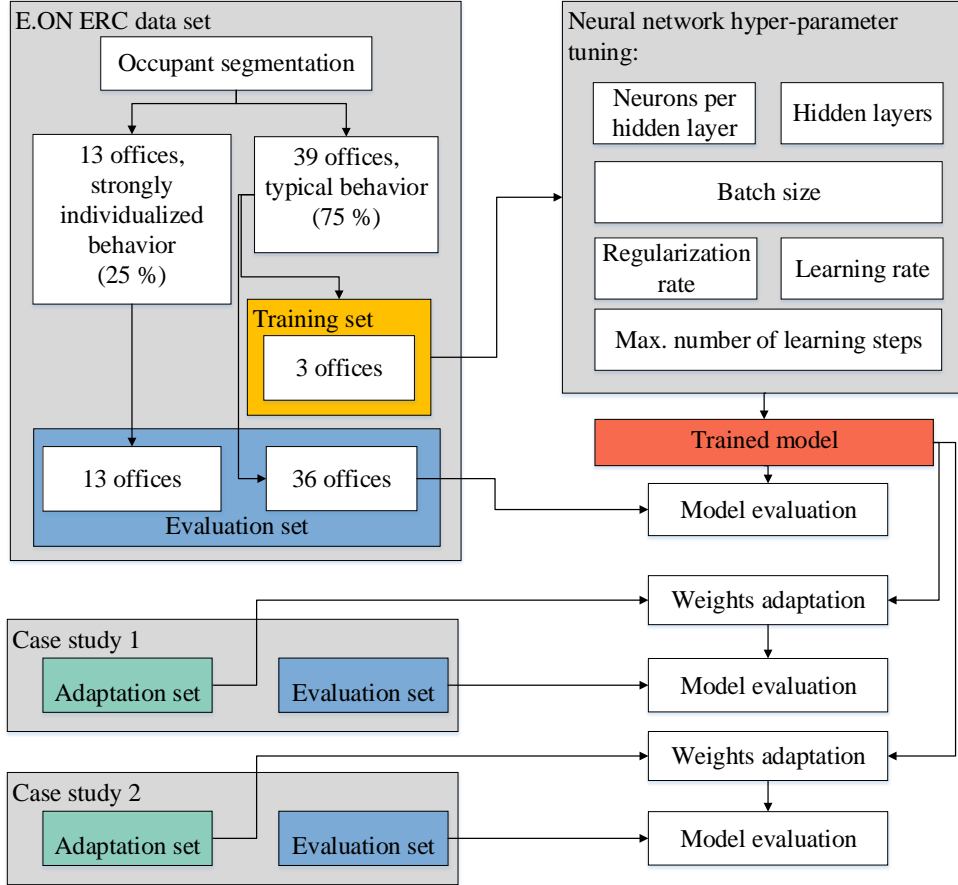 E.ON ERC data set
Occupant segmentation
13 offices,
strongly
individualized
behavior
(25 %)
39 offices,
typical behavior
(75 %)
Training set
3 offices
13 offices
36 offices
Evaluation set
Neural network hyper-parameter
tuning:
Neurons per
hidden layer
Hidden layers
Batch size
Regularization
rate
Learning rate
Max. number of learning steps
Trained model
Model evaluation
Weights adaptation
Case study 1
Adaptation set
Evaluation set
Model evaluation
Weights adaptation
Case study 2
Adaptation set
Evaluation set
Model evaluation